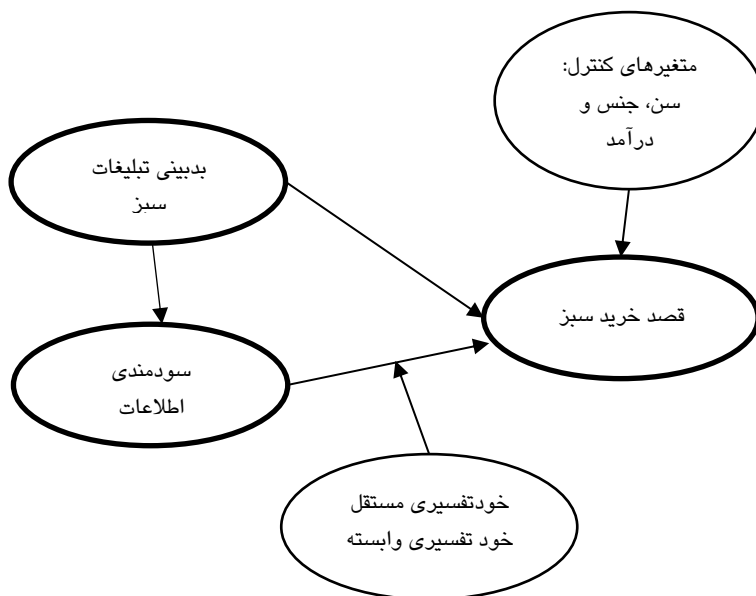 متغیرهای کنترل:
سن، جنس و
درآمد
بدبینی تبلیغات
سبز
قصد خرید سبز
سودمندی
اطلاعات
خودتفسیری مستقل
خود تفسیری وابسته